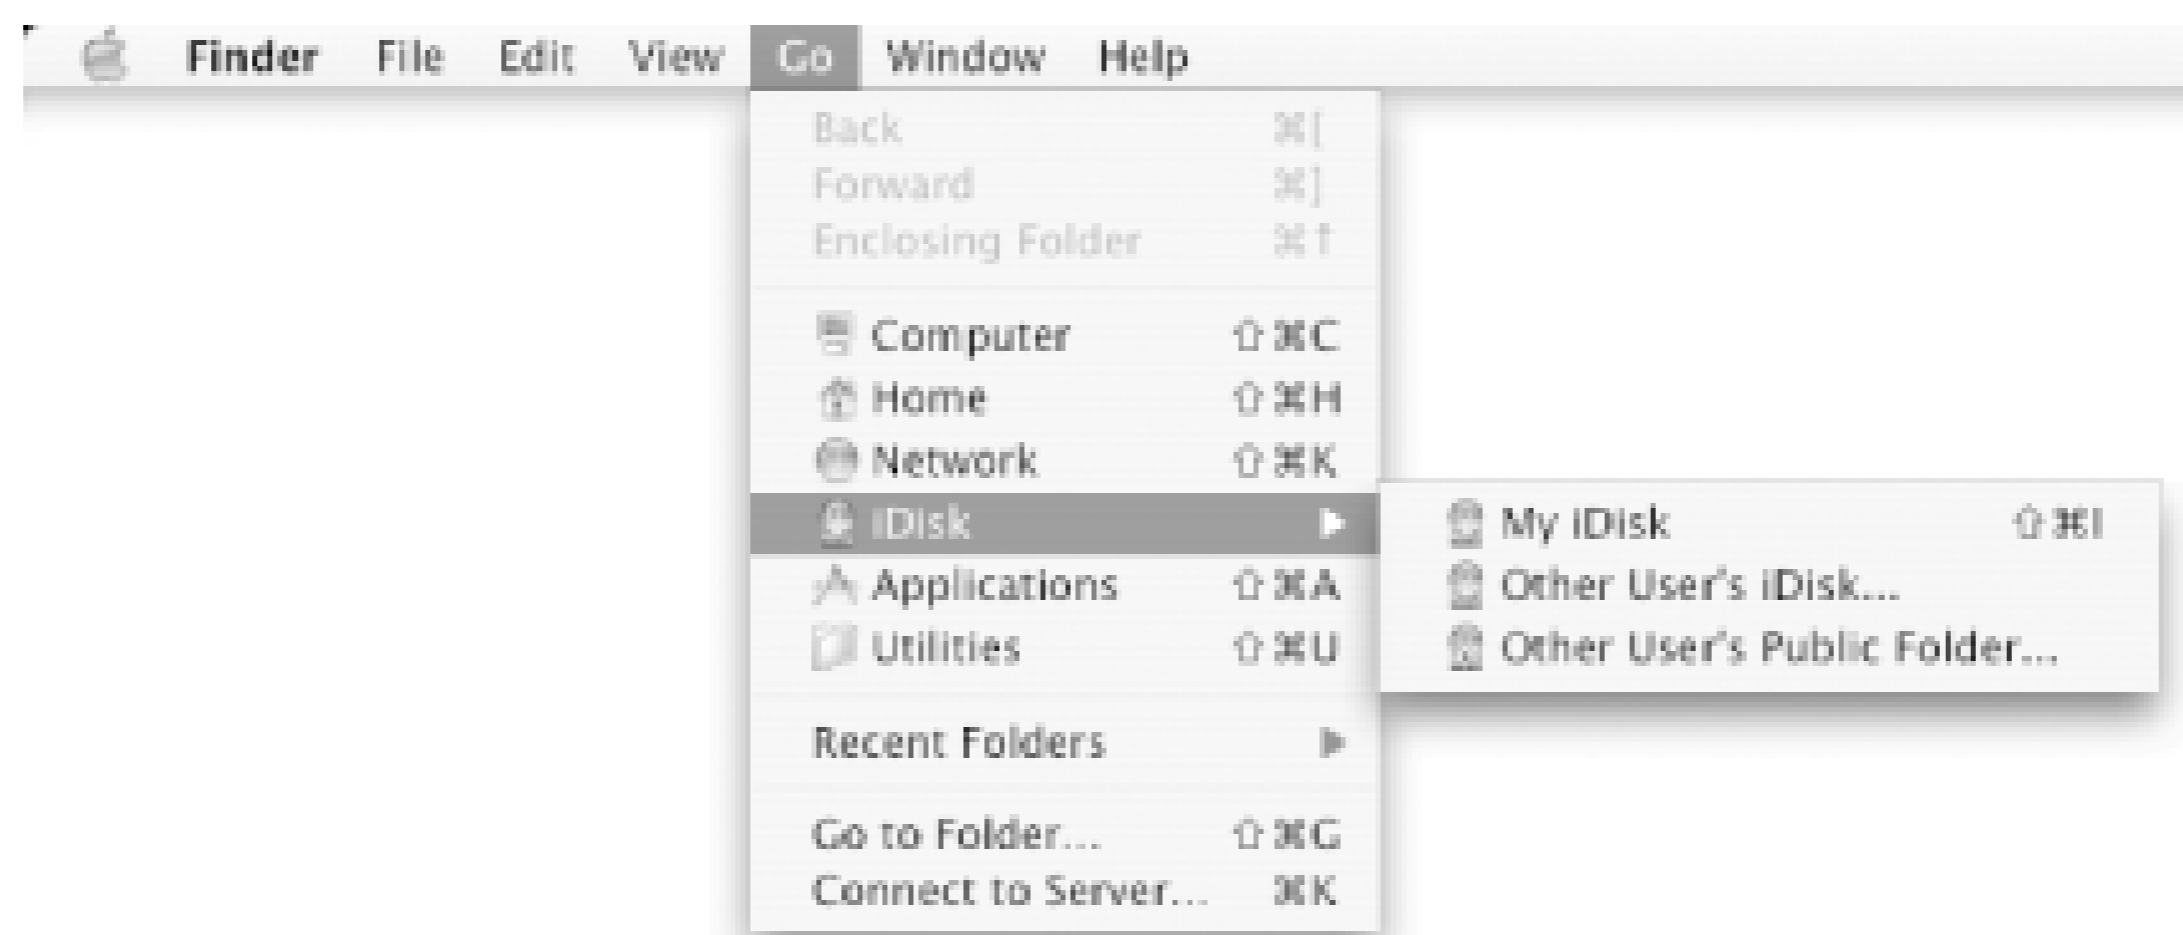 Finder File Edit View Go Window Help
Back ⌘[
Forward ⌘]
Enclosing Folder ⌘↑
Computer ⇧⌘C
Home ⇧⌘H
Network ⇧⌘K
iDisk ▶
Applications ⇧⌘A
Utilities ⇧⌘U
Recent Folders ▶
Go to Folder... ⇧⌘G
Connect to Server... ⌘K
My iDisk ⇧⌘I
Other User's iDisk...
Other User's Public Folder...